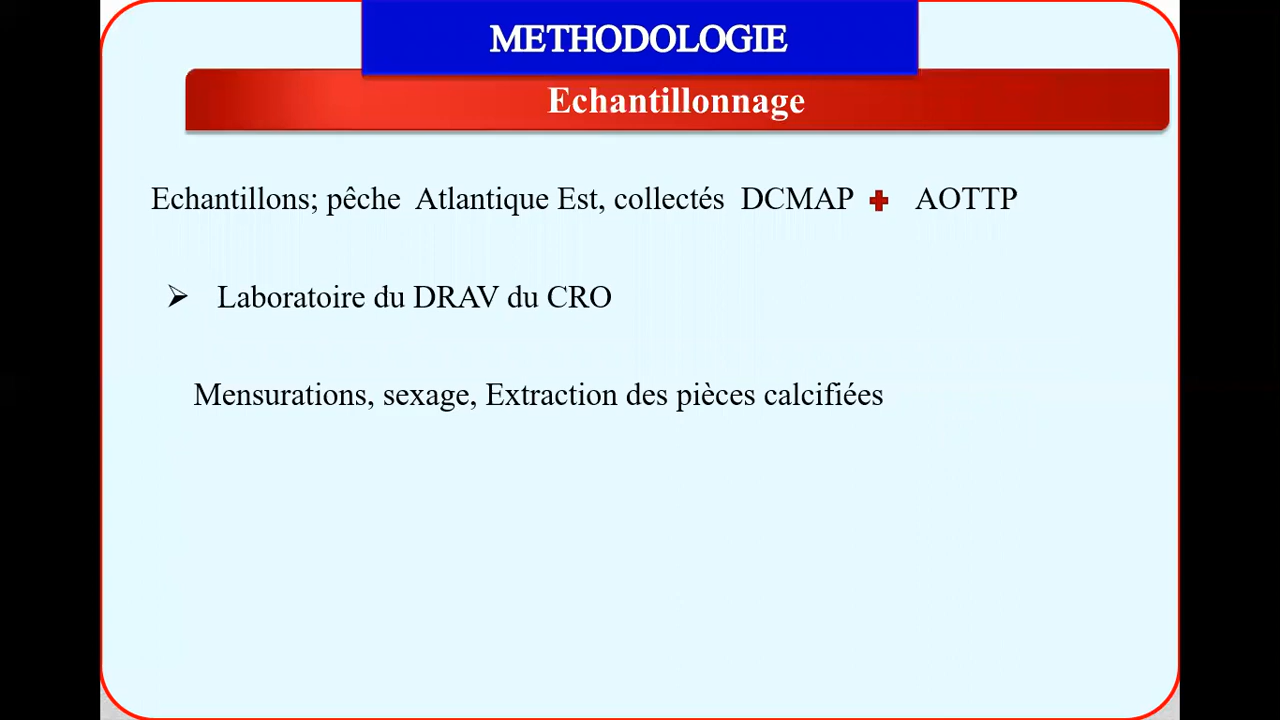 METHODOLOGIE
Echantillonnage
Echantillons; pêche Atlantique Est, collectés DCMAP + AOTTP
Laboratoire du DRAV du CRO
Mensurations, sexage, Extraction des pièces calcifiées